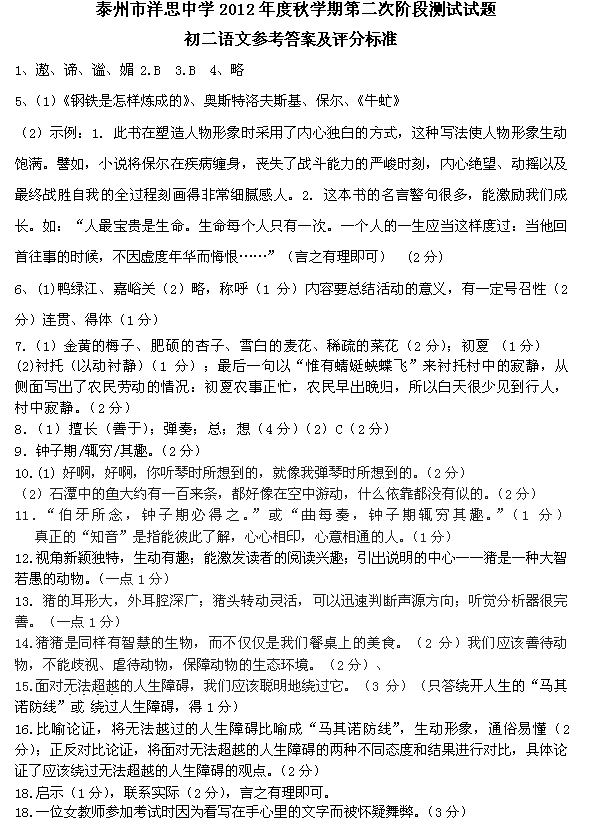 泰州市洋思中学2012年度秋学期第二次阶段测试试题
初二语文参考答案及评分标准
1、遨、谛、谧、媚 2.B 3.B 4、略
5、(1)《钢铁是怎样炼成的》、奥斯特洛夫斯基、保尔、《牛虻》
（2）示例：1. 此书在塑造人物形象时采用了内心独白的方式，这种写法使人物形象生动
饱满。譬如，小说将保尔在疾病缠身，丧失了战斗能力的严峻时刻，内心绝望、动摇以及
最终战胜自我的全过程刻画得非常细腻感人。2. 这本书的名言警句很多，能激励我们成
长。如：“人最宝贵是生命。生命每个人只有一次。一个人的一生应当这样度过：当他回
首往事的时候，不因虚度年华而悔恨……”（言之有理即可） (2分)
6、(1)鸭绿江、嘉峪关（2）略，称呼（1 分）内容要总结活动的意义，有一定号召性（2
分）连贯、得体（1分）
7.（1）金黄的梅子、肥硕的杏子、雪白的麦花、稀疏的菜花（2分）；初夏 （1分）
(2)衬托（以动衬静）（1 分）；最后一句以“惟有蜻蜓蛱蝶飞”来衬托村中的寂静，从
侧面写出了农民劳动的情况：初夏农事正忙，农民早出晚归，所以白天很少见到行人，
村中寂静。（2分）
8.（1）擅长（善于）；弹奏；总；想（4分）（2）C（2分）
9. 钟子期/辄穷/其趣。（2分）
10.(1) 好啊，好啊，你听琴时所想到的，就像我弹琴时所想到的。（2分）
（2）石潭中的鱼大约有一百来条，都好像在空中游动，什么依靠都没有似的。（2分）
11.“伯牙所念，钟子期必得之。”或“曲每奏，钟子期辄穷其趣。”（1 分）
真正的“知音”是指能彼此了解，心心相印，心意相通的人。（1分）
12.视角新颖独特，生动有趣；能激发读者的阅读兴趣；引出说明的中心——猪是一种大智
若愚的动物。（一点1分）
13. 猪的耳形大，外耳腔深广；猪头转动灵活，可以迅速判断声源方向；听觉分析器很完
善。（一点1分）
14.猪猪是同样有智慧的生物，而不仅仅是我们餐桌上的美食。（2 分）我们应该善待动
物，不能歧视、虐待动物，保障动物的生态环境。（2分）、
15.面对无法超越的人生障碍，我们应该聪明地绕过它。（3 分）（只答绕开人生的“马其
诺防线”或 绕过人生障碍，得1分）
16.比喻论证，将无法越过的人生障碍比喻成“马其诺防线”，生动形象，通俗易懂（2
分）；正反对比论证，将面对无法超越的人生障碍的两种不同态度和结果进行对比，具体论
证了应该绕过无法超越的人生障碍的观点。（2分）
18.启示（1分），联系实际（2分），言之有理即可。
18.一位女教师参加考试时因为看写在手心里的文字而被怀疑舞弊。（3分）